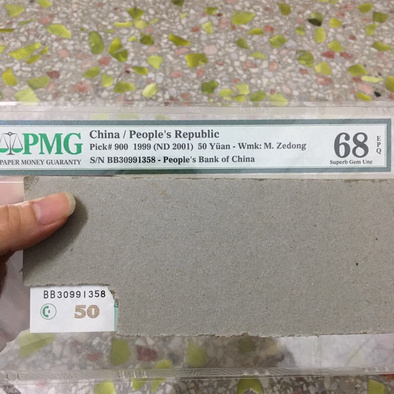 PMG
PAPER MONEY GUARANTY
China / People's Republic
Pick# 900 1999 (ND 2001) 50 Yüan - Wmk: M. Zedong
S/N BB30991358 - People's Bank of China
68
EPQ
Superb Gem Unc
BB30991358
50